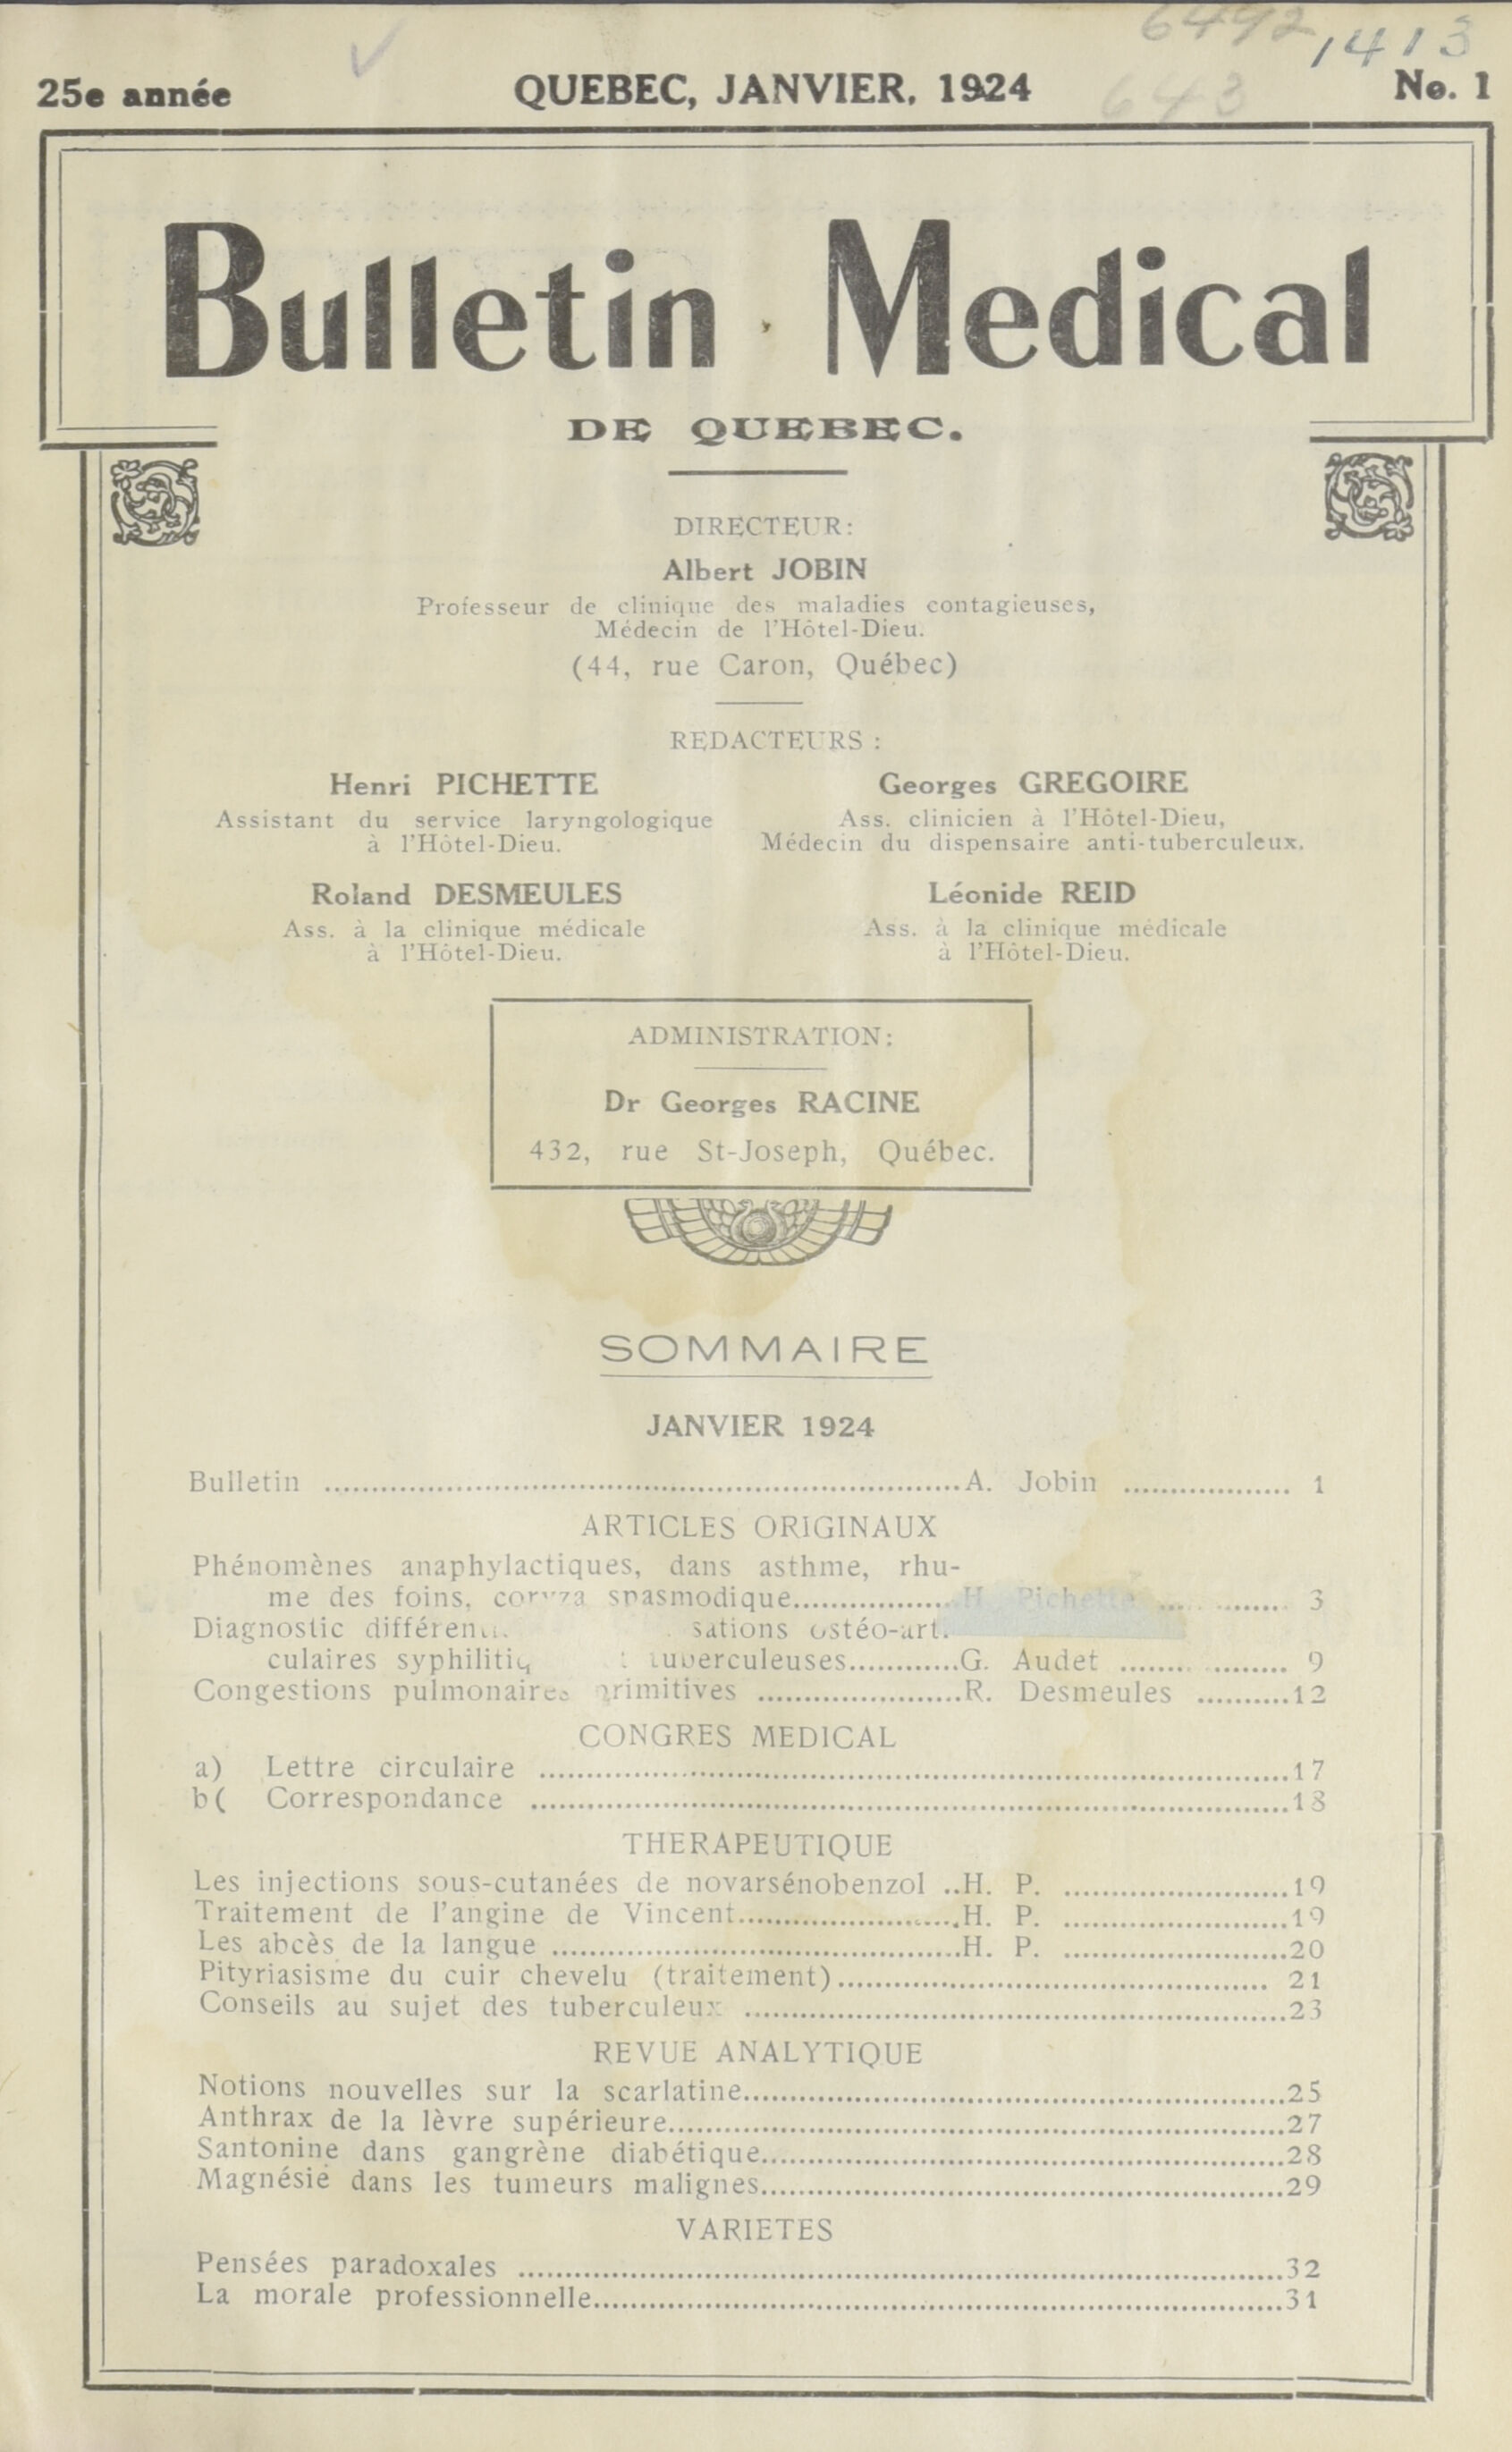 6492
1413
643
25e année QUEBEC, JANVIER, 1924 No. 1
Bulletin Medical
DE QUEBEC.
DIRECTEUR:
Albert JOBIN
Professeur de clinique des maladies contagieuses,
Médecin de l'Hôtel-Dieu.
(44, rue Caron, Québec)
REDACTEURS :
Henri PICHETTE
Assistant du service laryngologique
à l'Hôtel-Dieu.
Georges GREGOIRE
Ass. clinicien à l'Hôtel-Dieu,
Médecin du dispensaire anti-tuberculeux.
Roland DESMEULES
Ass. à la clinique médicale
à l'Hôtel-Dieu.
Léonide REID
Ass. à la clinique médicale
à l'Hôtel-Dieu.
ADMINISTRATION:
Dr Georges RACINE
432, rue St-Joseph, Québec.
SOMMAIRE
JANVIER 1924
Bulletin ........ A. Jobin ........ 1
ARTICLES ORIGINAUX
Phénomènes anaphylactiques, dans asthme, rhu-
me des foins, coryza spasmodique........ H. Pichette ........ 3
Diagnostic sations ostéo-art.
culaires tuberculeuses........ G. Audet ........ 9
Congestions pulmonaires primitives ........ R. Desmeules ........ 12
CONGRES MEDICAL
a) Lettre circulaire ........ 17
b( Correspondance ........ 18
THERAPEUTIQUE
Les injections sous-cutanées de novarsénobenzol ..H. P. ........ 19
Traitement de l'angine de Vincent........ H. P. ........ 19
Les abcès de la langue ........ H. P. ........ 20
Pityriasisme du cuir chevelu (traitement)........ 21
Conseils au sujet des tuberculeux ........ 23
REVUE ANALYTIQUE
Notions nouvelles sur la scarlatine........ 25
Anthrax de la lèvre supérieure........ 27
Santonine dans gangrène diabétique........ 28
Magnésie dans les tumeurs malignes........ 29
VARIETES
Pensées paradoxales ........ 32
La morale professionnelle........ 31